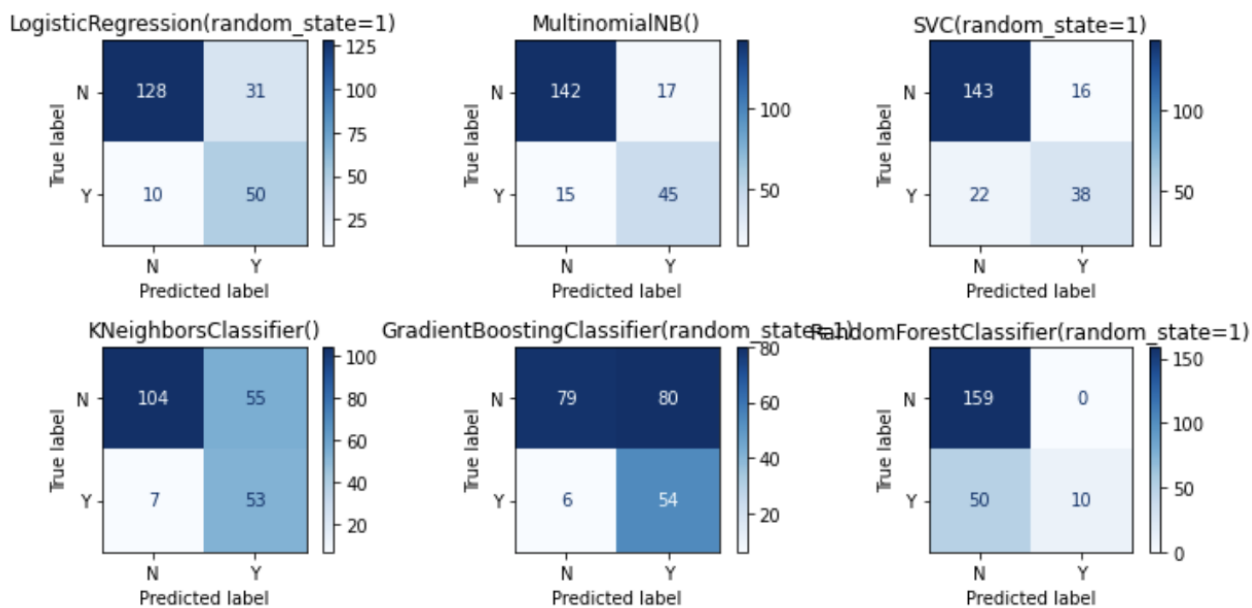 LogisticRegression(random_state=1)
128 31
10 50
N
Y
N Y
True label
Predicted label
125
100
75
50
25
MultinomialNB()
142 17
15 45
N Y
Predicted label
100
50
SVC(random_state=1)
143 16
22 38
N
Y
N Y
True label
Predicted label
100
50
KNeighborsClassifier()
104 55
7 53
N
Y
N Y
True label
Predicted label
100
80
60
40
20
GradientBoostingClassifier(random_state=1)
79 80
6 54
N
Y
N Y
True label
Predicted label
80
60
40
20
RandomForestClassifier(random_state=1)
159 0
50 10
N
Y
N Y
True label
Predicted label
150
100
50
0